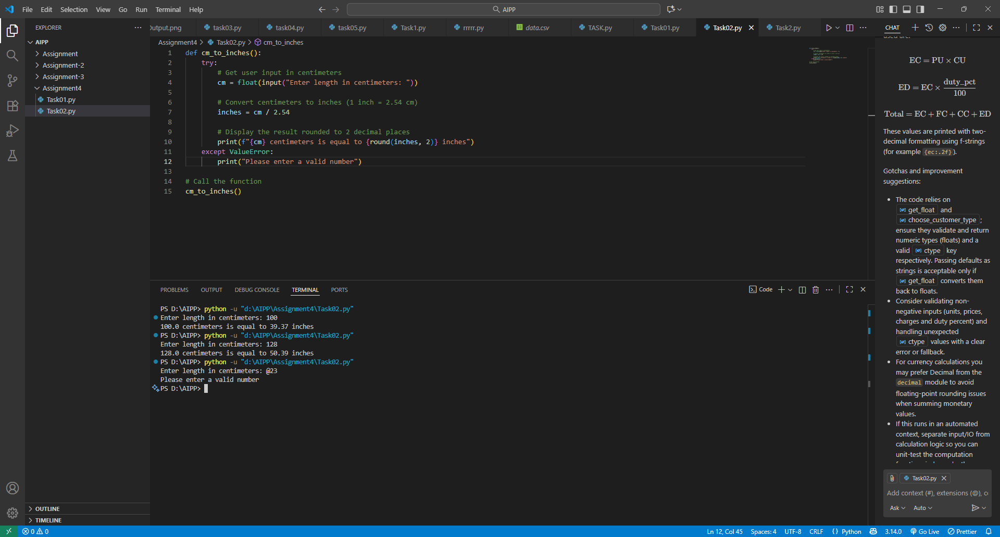 File Edit Selection View Go Run Terminal Help
AIPP
EXPLORER
AIPP
Assignment
Assignment-2
Assignment-3
Assignment4
Task01.py
Task02.py
OUTLINE
TIMELINE
Output.png task03.py task04.py task05.py Task1.py rrrrr.py data.csv TASK.py Task01.py Task02.py Task2.py
Assignment4 > Task02.py > cm_to_inches
1 def cm_to_inches():
2 try:
3 # Get user input in centimeters
4 cm = float(input("Enter length in centimeters: "))
5
6 # Convert centimeters to inches (1 inch = 2.54 cm)
7 inches = cm / 2.54
8
9 # Display the result rounded to 2 decimal places
10 print(f"{cm} centimeters is equal to {round(inches, 2)} inches")
11 except ValueError:
12 print("Please enter a valid number")
13
14 # Call the function
15 cm_to_inches()
PROBLEMS OUTPUT DEBUG CONSOLE TERMINAL PORTS
Code
PS D:\AIPP> python -u "d:\AIPP\Assignment4\Task02.py"
Enter length in centimeters: 100
100.0 centimeters is equal to 39.37 inches
PS D:\AIPP> python -u "d:\AIPP\Assignment4\Task02.py"
Enter length in centimeters: 128
128.0 centimeters is equal to 50.39 inches
PS D:\AIPP> python -u "d:\AIPP\Assignment4\Task02.py"
Enter length in centimeters: @23
Please enter a valid number
PS D:\AIPP>
CHAT
used are:
EC = PU × CU
ED = EC × duty_pct / 100
Total = EC + FC + CC + ED
These values are printed with two-
decimal formatting using f-strings
(for example {ec:.2f}).
Gotchas and improvement
suggestions:
• The code relies on
get_float and
choose_customer_type ;
ensure they validate and return
numeric types (floats) and a
valid ctype key
respectively. Passing defaults as
strings is acceptable only if
get_float converts them
back to floats.
• Consider validating non-
negative inputs (units, prices,
charges and duty percent) and
handling unexpected
ctype values with a clear
error or fallback.
• For currency calculations you
may prefer Decimal from the
decimal module to avoid
floating-point rounding issues
when summing monetary
values.
• If this runs in an automated
context, separate input/IO from
calculation logic so you can
unit-test the computation
Task02.py
Add context (#), extensions (@), c
Ask Auto
0 0
Ln 12, Col 45 Spaces: 4 UTF-8 CRLF {} Python 3.14.0 Go Live Prettier